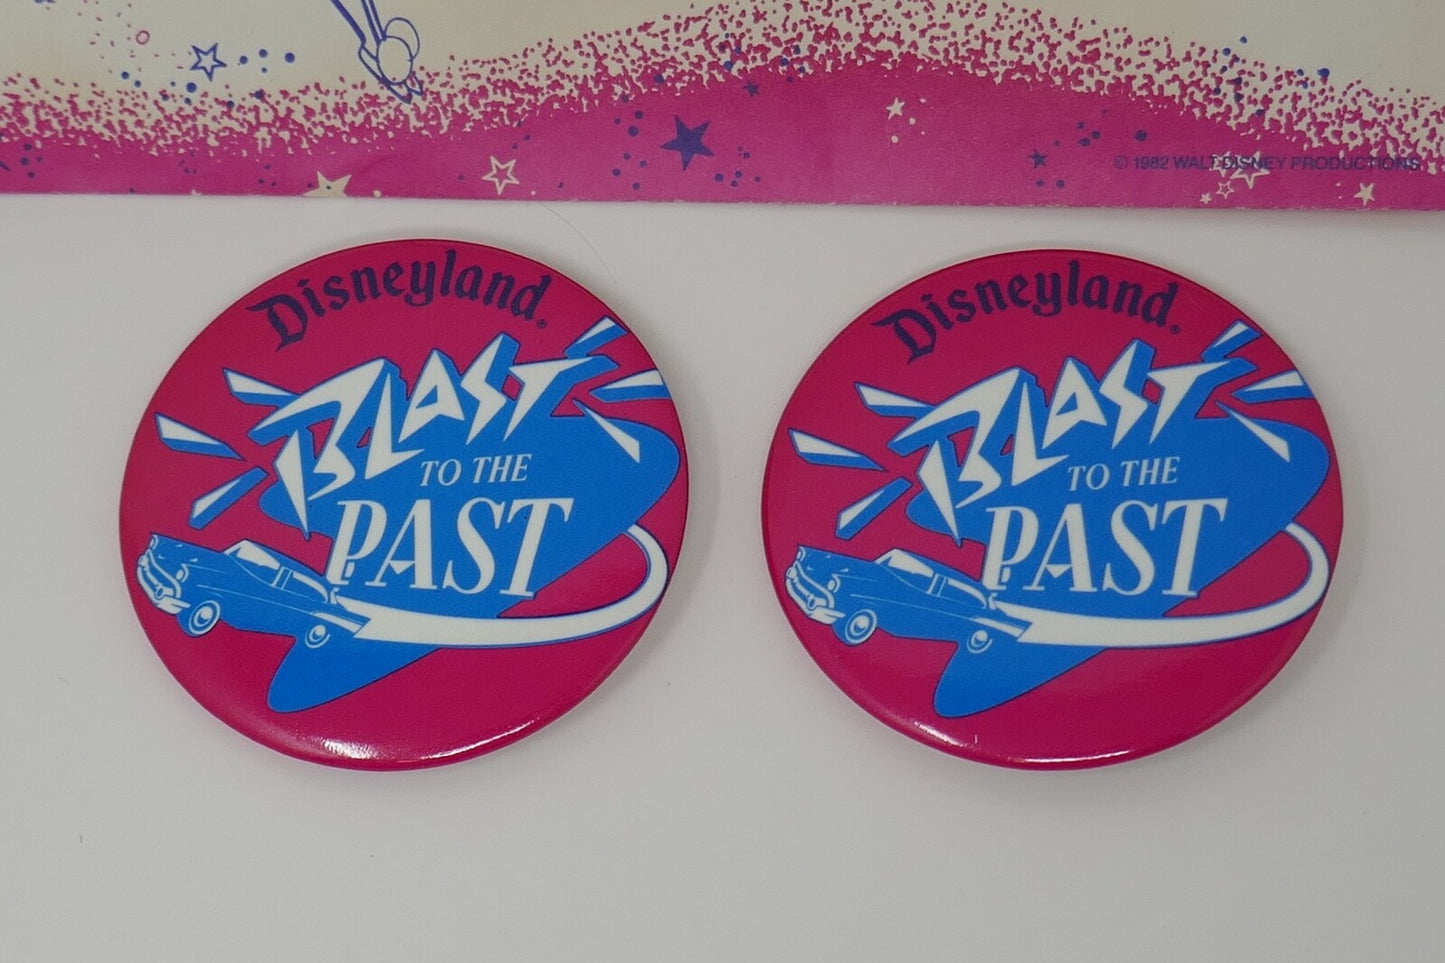 © 1982 WALT DISNEY PRODUCTIONS
Disneyland®
BLAST
TO THE
PAST
Disneyland®
BLAST
TO THE
PAST